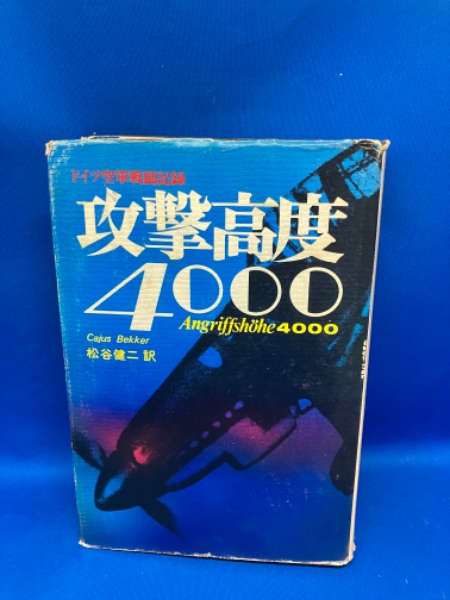 ドイツ空軍戦闘記録
攻撃高度
4000
Angriffshöhe 4000
Cajus Bekker
松谷健二 訳